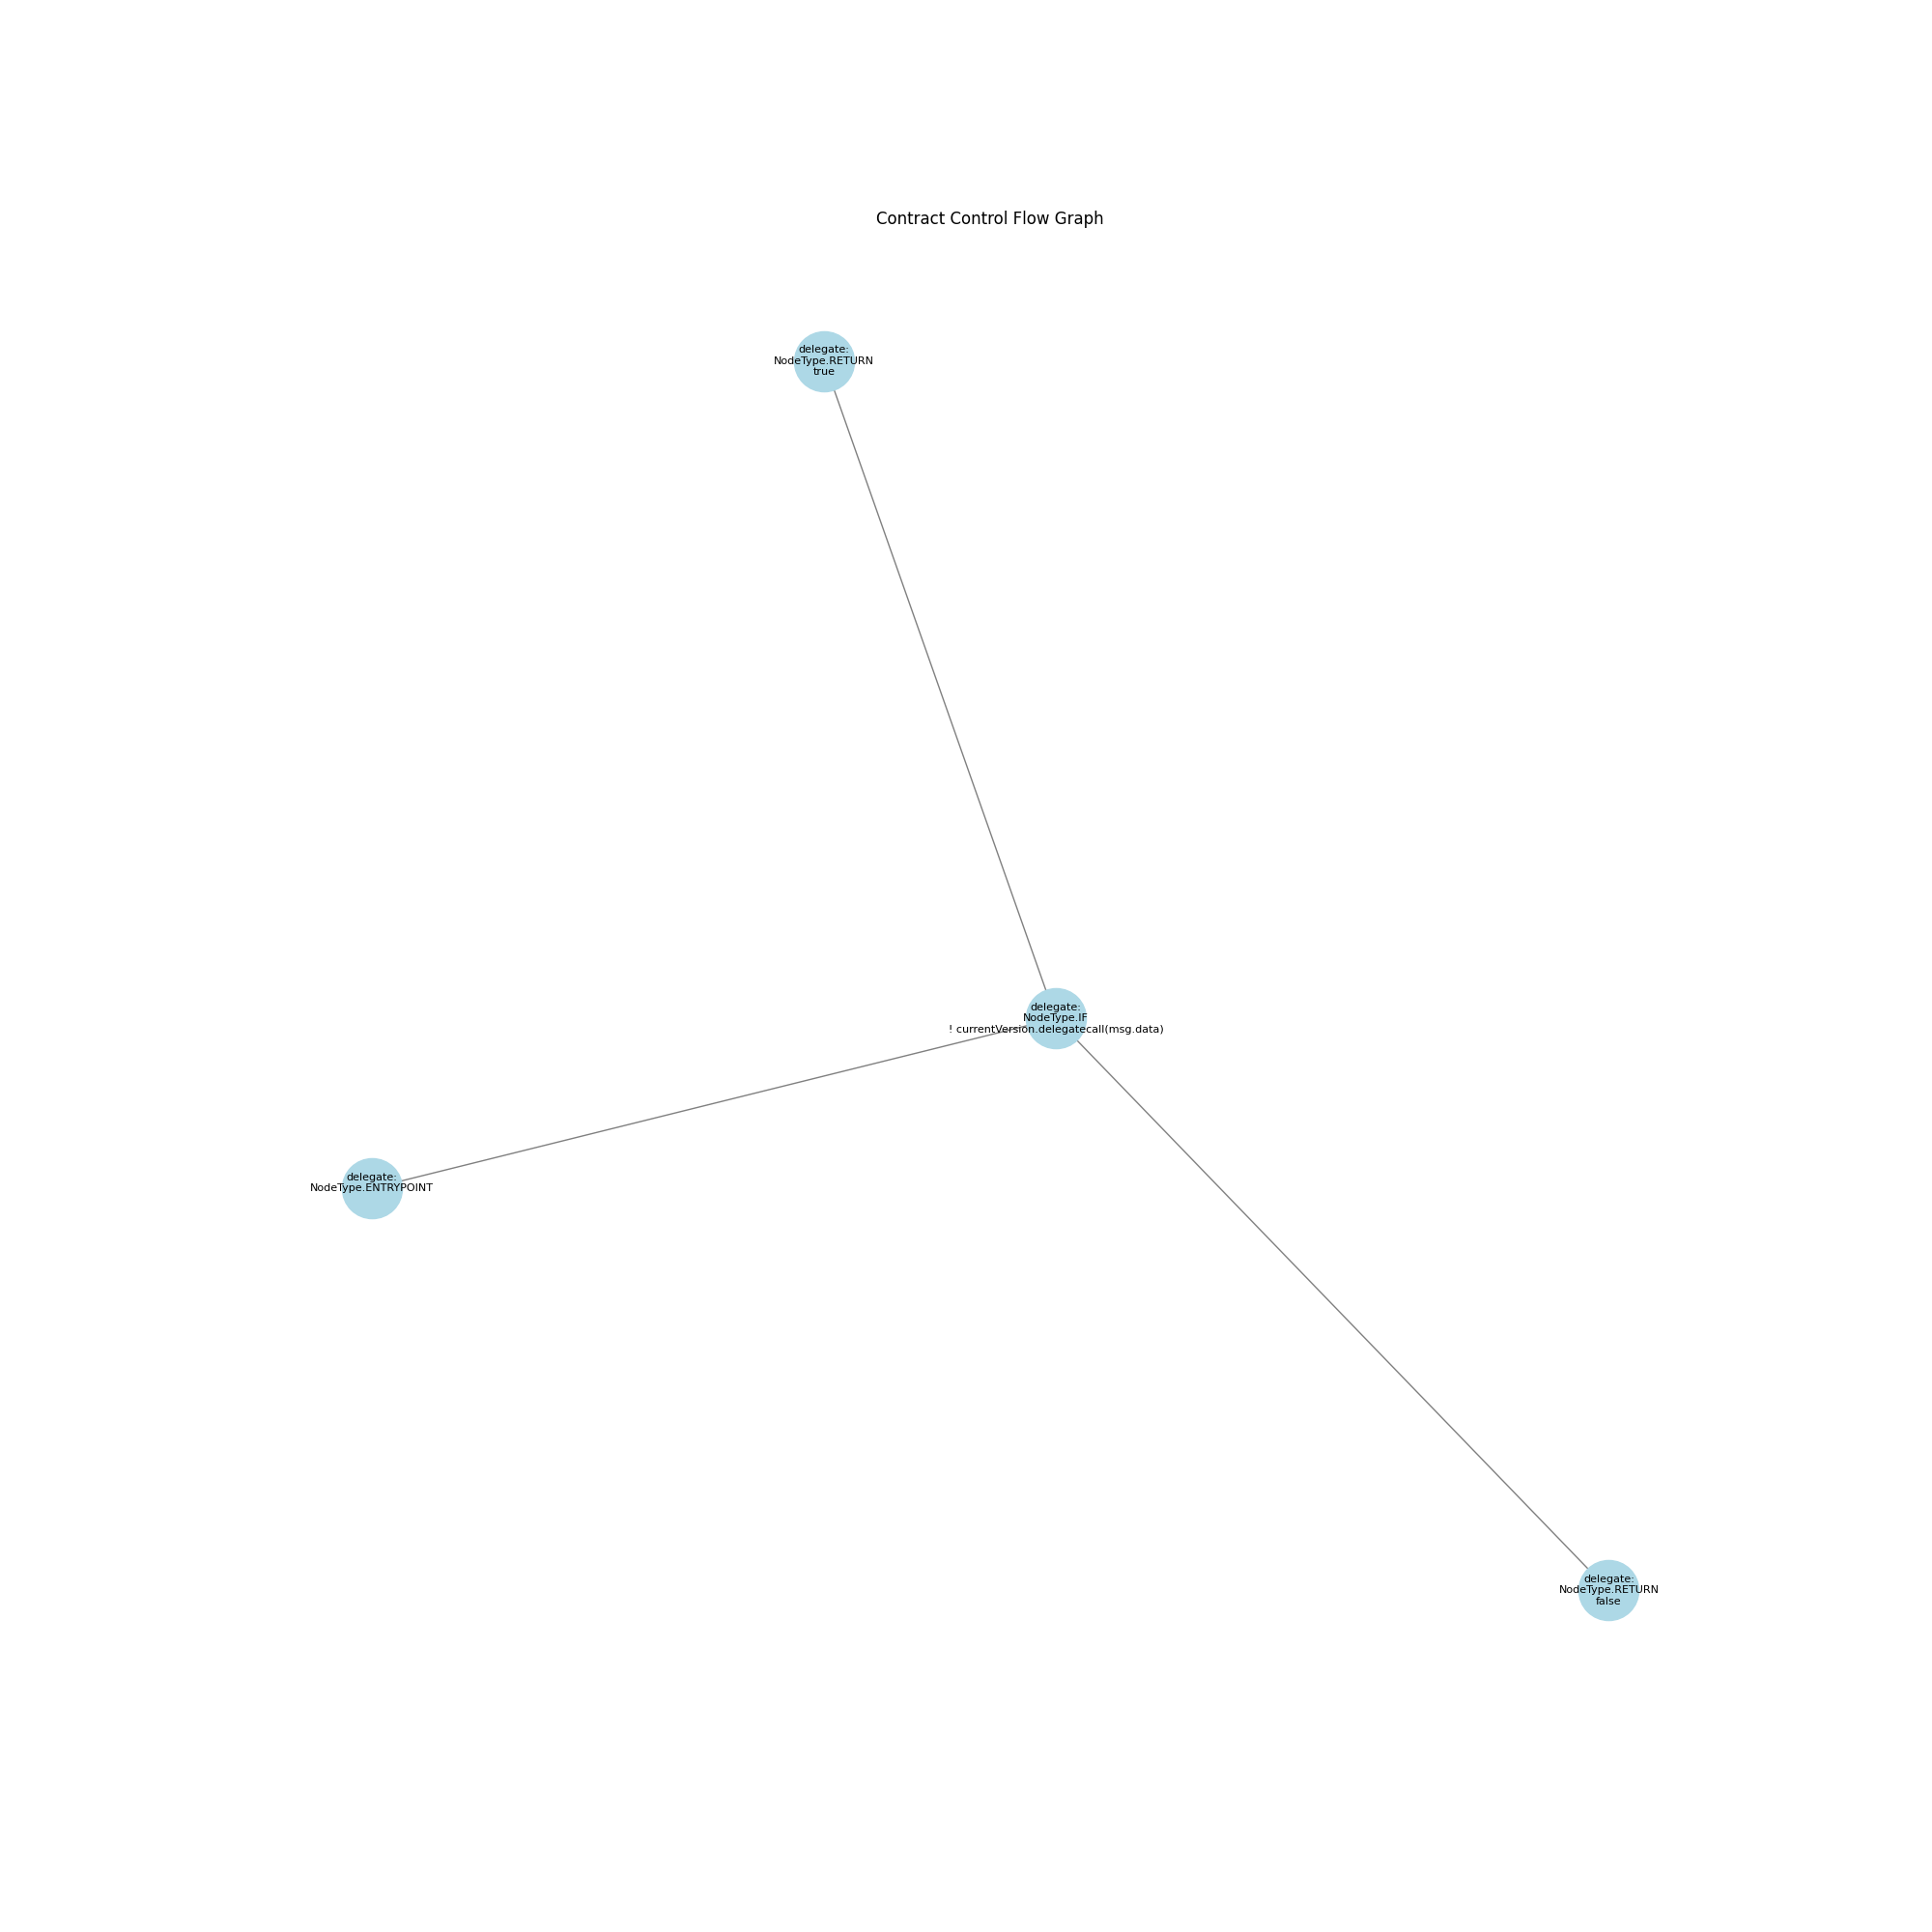 Contract Control Flow Graph
delegate:
NodeType.RETURN
true
delegate:
NodeType.IF
! currentVersion.delegatecall(msg.data)
delegate:
NodeType.ENTRYPOINT
delegate:
NodeType.RETURN
false